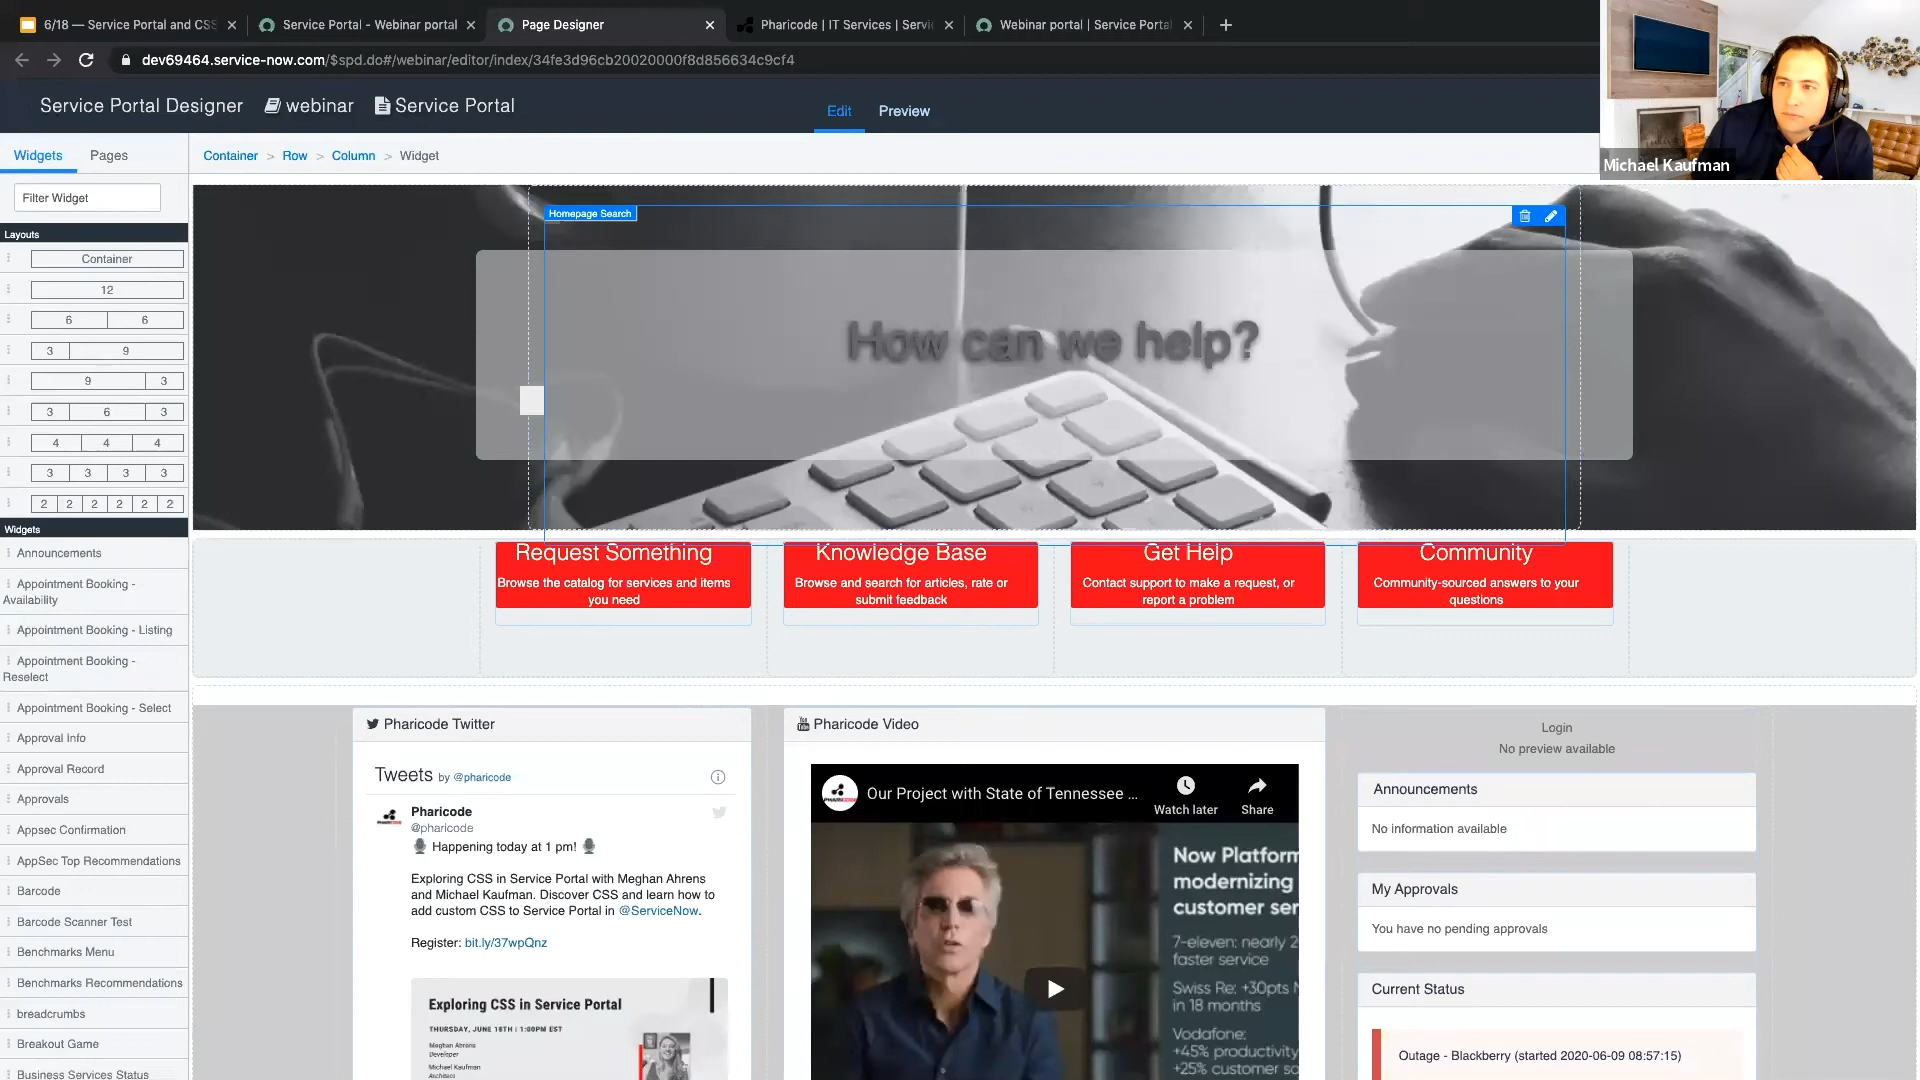 6/18 — Service Portal and CSS
Service Portal - Webinar portal
Page Designer
Pharicode | IT Services | Servi
Webinar portal | Service Porta
dev69464.service-now.com/$spd.do#/webinar/editor/index/34fe3d96cb20020000f8d856634c9cf4
Service Portal Designer
webinar
Service Portal
Edit
Preview
Michael Kaufman
Widgets
Pages
Container > Row > Column > Widget
Filter Widget
Layouts
Container
12
6 6
3 9
9 3
3 6 3
4 4 4
3 3 3 3
2 2 2 2 2 2
Widgets
Announcements
Appointment Booking -
Availability
Appointment Booking - Listing
Appointment Booking -
Reselect
Appointment Booking - Select
Approval Info
Approval Record
Approvals
Appsec Confirmation
AppSec Top Recommendations
Barcode
Barcode Scanner Test
Benchmarks Menu
Benchmarks Recommendations
breadcrumbs
Breakout Game
Business Services Status
Homepage Search
How can we help?
Request Something
Browse the catalog for services and items
you need
Knowledge Base
Browse and search for articles, rate or
submit feedback
Get Help
Contact support to make a request, or
report a problem
Community
Community-sourced answers to your
questions
Pharicode Twitter
Tweets by @pharicode
Pharicode
@pharicode
Happening today at 1 pm!
Exploring CSS in Service Portal with Meghan Ahrens
and Michael Kaufman. Discover CSS and learn how to
add custom CSS to Service Portal in @ServiceNow.
Register: bit.ly/37wpQnz
Exploring CSS in Service Portal
THURSDAY, JUNE 18TH | 1:00PM EST
Meghan Ahrens
Developer
Michael Kaufman
Architect
Pharicode Video
Our Project with State of Tennessee ...
Watch later
Share
Now Platform
modernizing
customer ser
7-eleven: nearly 2
faster service
Swiss Re: +30pts N
in 18 months
Vodafone:
+45% productivity
+25% customer sa
Login
No preview available
Announcements
No information available
My Approvals
You have no pending approvals
Current Status
Outage - Blackberry (started 2020-06-09 08:57:15)